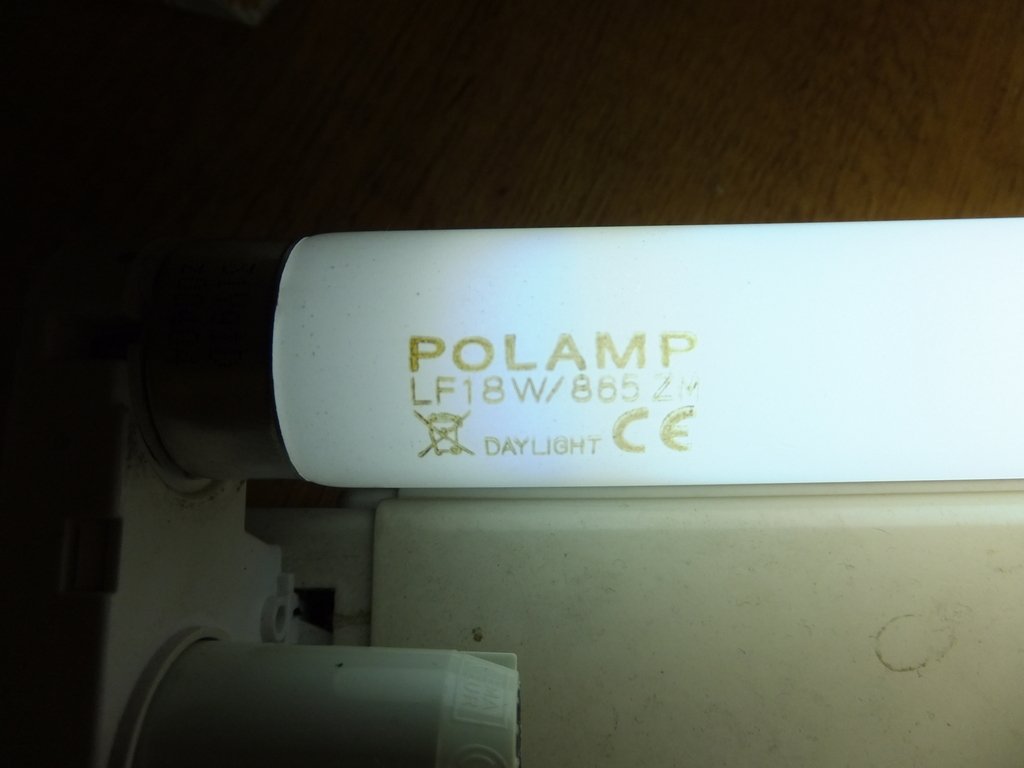 POLAMP
LF18W/865 ZM
DAYLIGHT CE